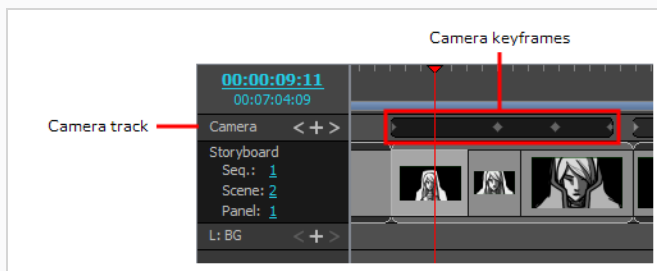 Camera keyframes
00:00:09:11
00:07:04:09
Camera track
Camera < + >
Storyboard
Seq.: 1
Scene: 2
Panel: 1
L: BG < + >